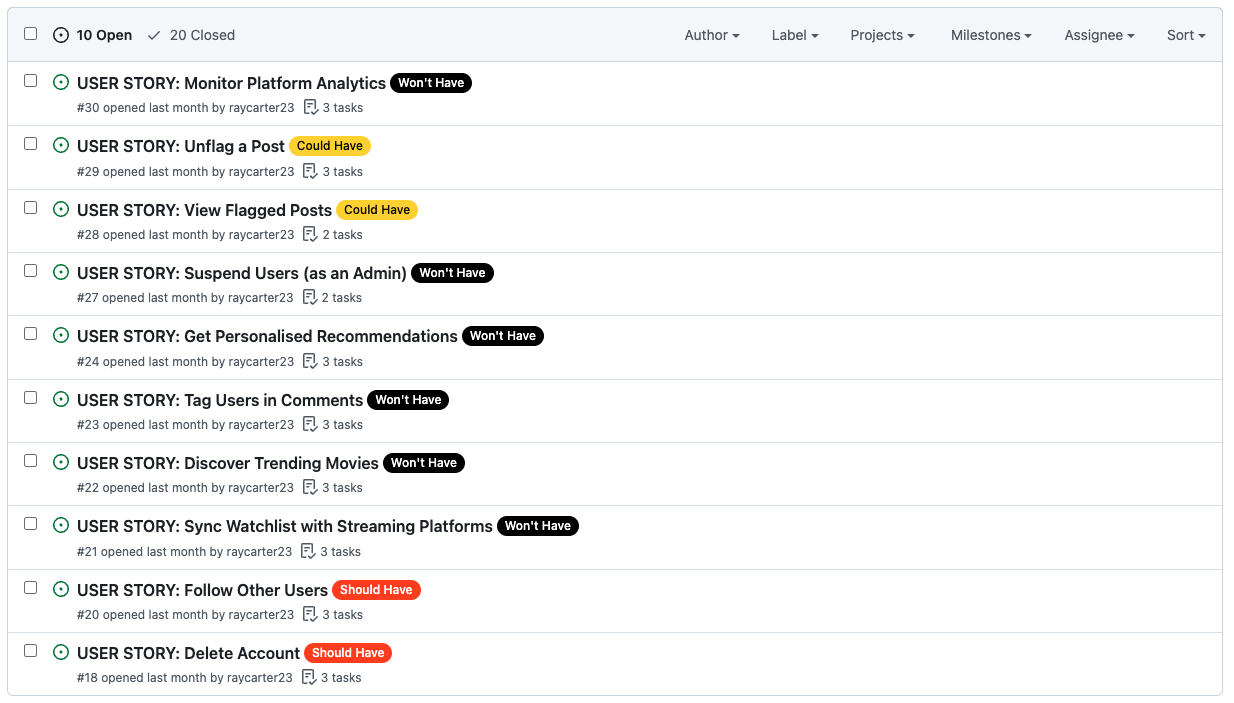 10 Open 20 Closed Author Label Projects Milestones Assignee Sort
USER STORY: Monitor Platform Analytics Won't Have
#30 opened last month by raycarter23 3 tasks
USER STORY: Unflag a Post Could Have
#29 opened last month by raycarter23 3 tasks
USER STORY: View Flagged Posts Could Have
#28 opened last month by raycarter23 2 tasks
USER STORY: Suspend Users (as an Admin) Won't Have
#27 opened last month by raycarter23 2 tasks
USER STORY: Get Personalised Recommendations Won't Have
#24 opened last month by raycarter23 3 tasks
USER STORY: Tag Users in Comments Won't Have
#23 opened last month by raycarter23 3 tasks
USER STORY: Discover Trending Movies Won't Have
#22 opened last month by raycarter23 3 tasks
USER STORY: Sync Watchlist with Streaming Platforms Won't Have
#21 opened last month by raycarter23 3 tasks
USER STORY: Follow Other Users Should Have
#20 opened last month by raycarter23 3 tasks
USER STORY: Delete Account Should Have
#18 opened last month by raycarter23 3 tasks